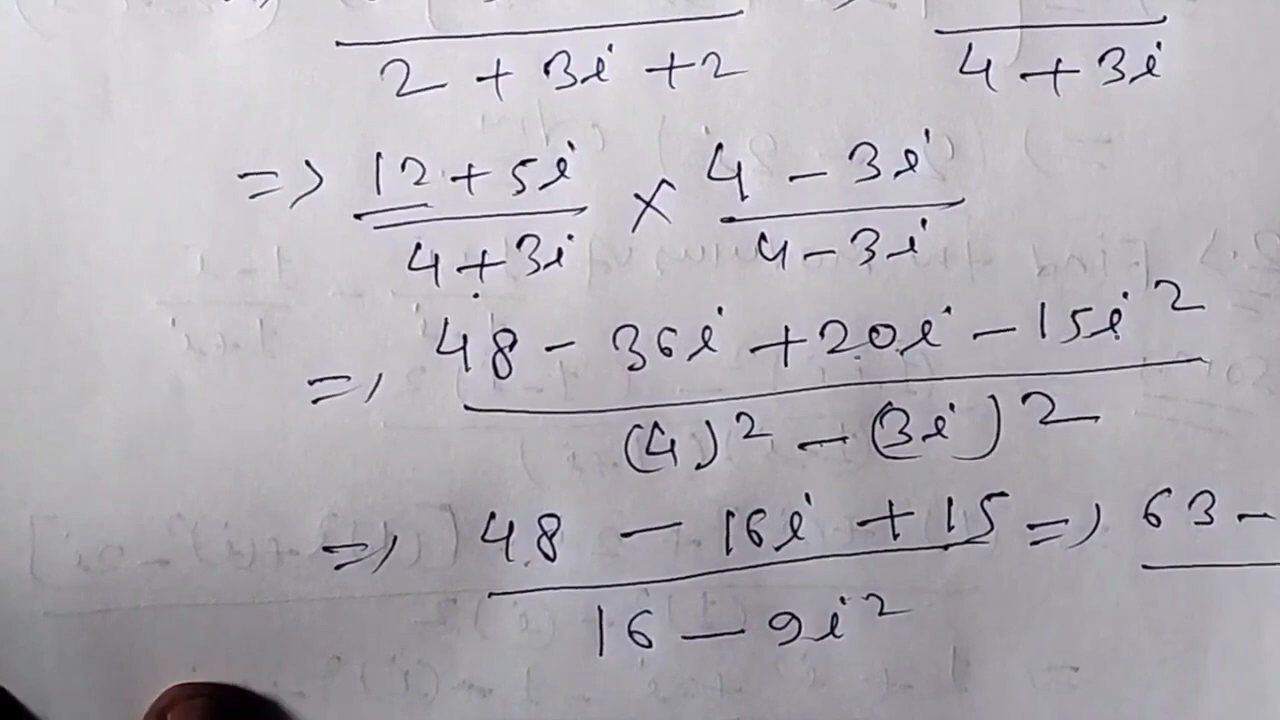 2 + 3i + 2    4 + 3i
=> 12 + 5i / 4 + 3i × 4 - 3i / 4 - 3i
=> 48 - 36i + 20i - 15i² / (4)² - (3i)²
=> 48 - 16i + 15 / 16 - 9i² => 63 -